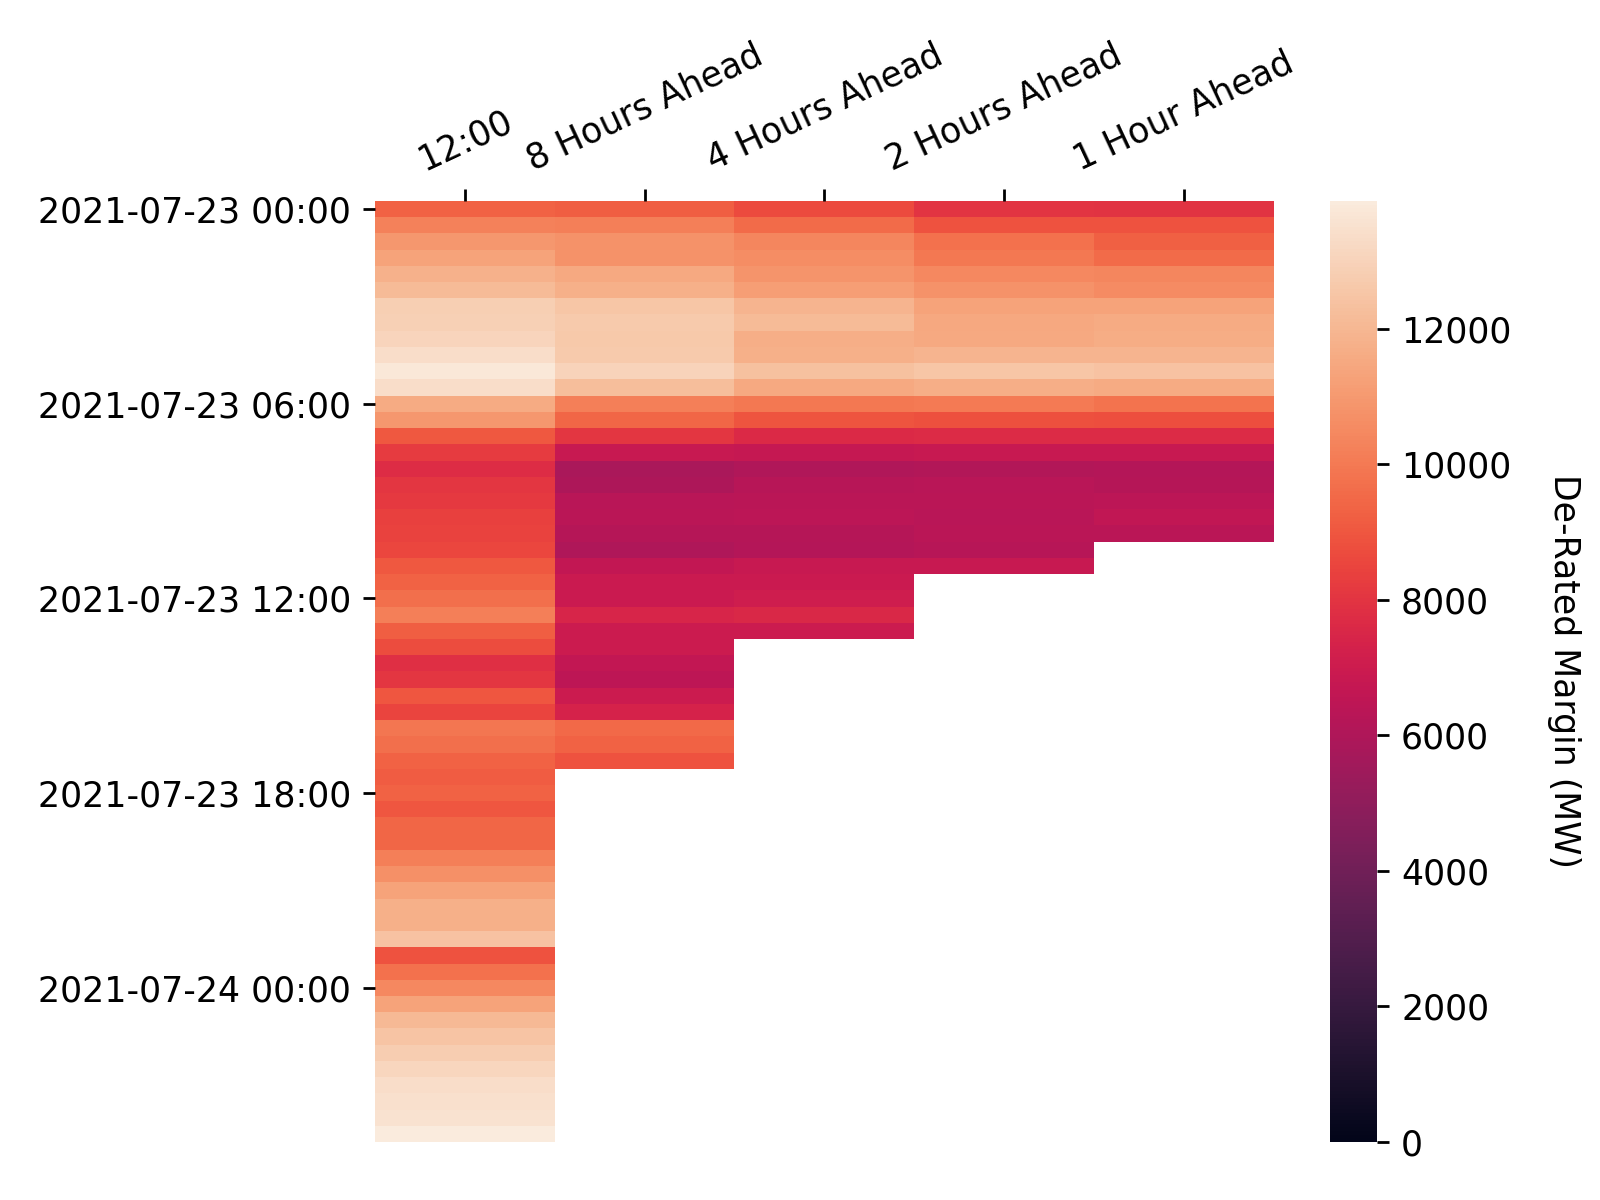 12:00
8 Hours Ahead
4 Hours Ahead
2 Hours Ahead
1 Hour Ahead
2021-07-23 00:00
2021-07-23 06:00
2021-07-23 12:00
2021-07-23 18:00
2021-07-24 00:00
12000
10000
8000
6000
4000
2000
0
De-Rated Margin (MW)